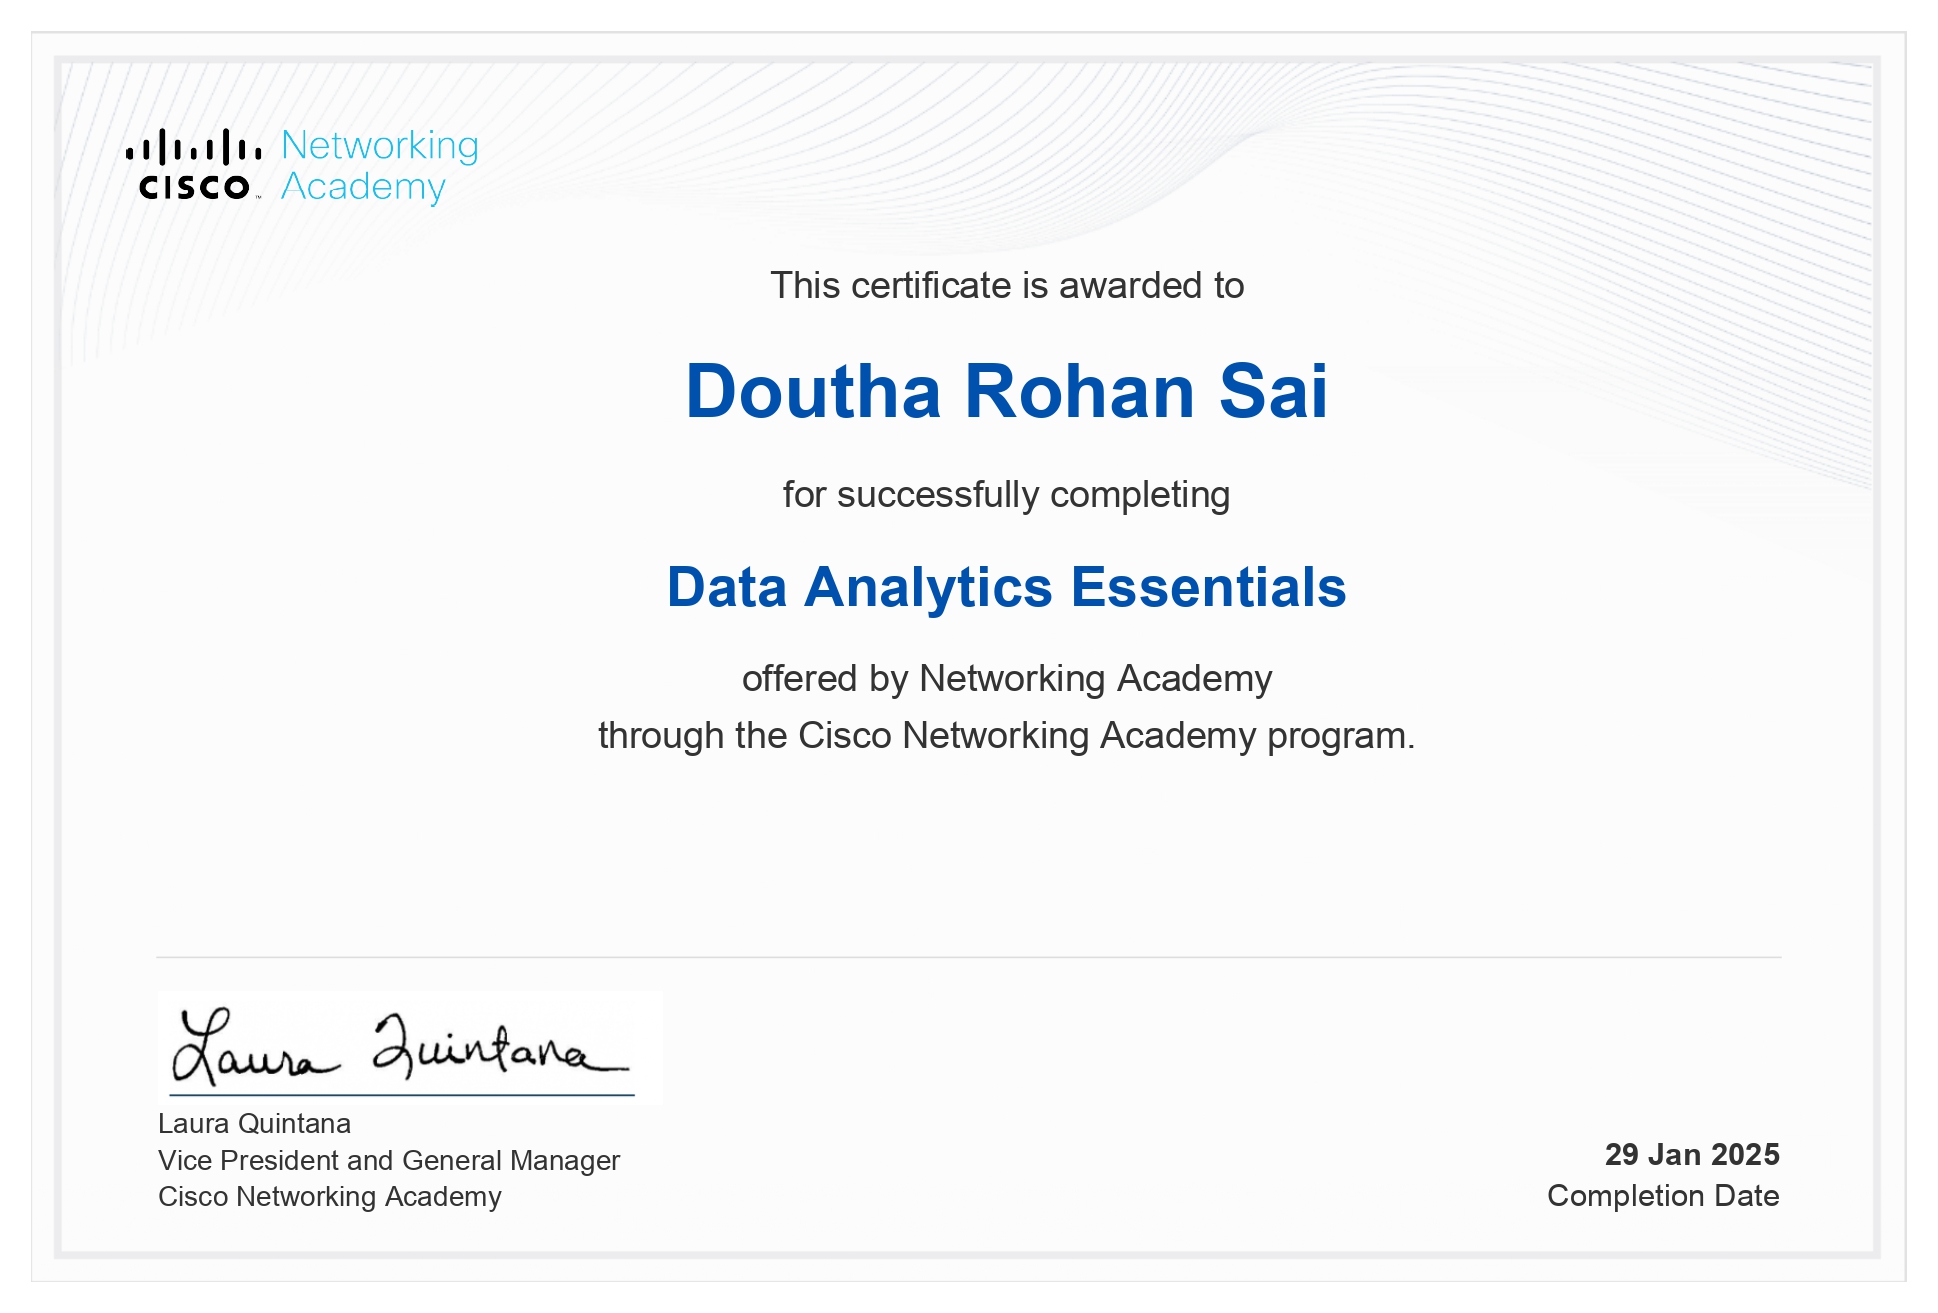 Networking
CISCO™ Academy
This certificate is awarded to
Doutha Rohan Sai
for successfully completing
Data Analytics Essentials
offered by Networking Academy
through the Cisco Networking Academy program.
Laura Quintana
Laura Quintana
Vice President and General Manager
Cisco Networking Academy
29 Jan 2025
Completion Date